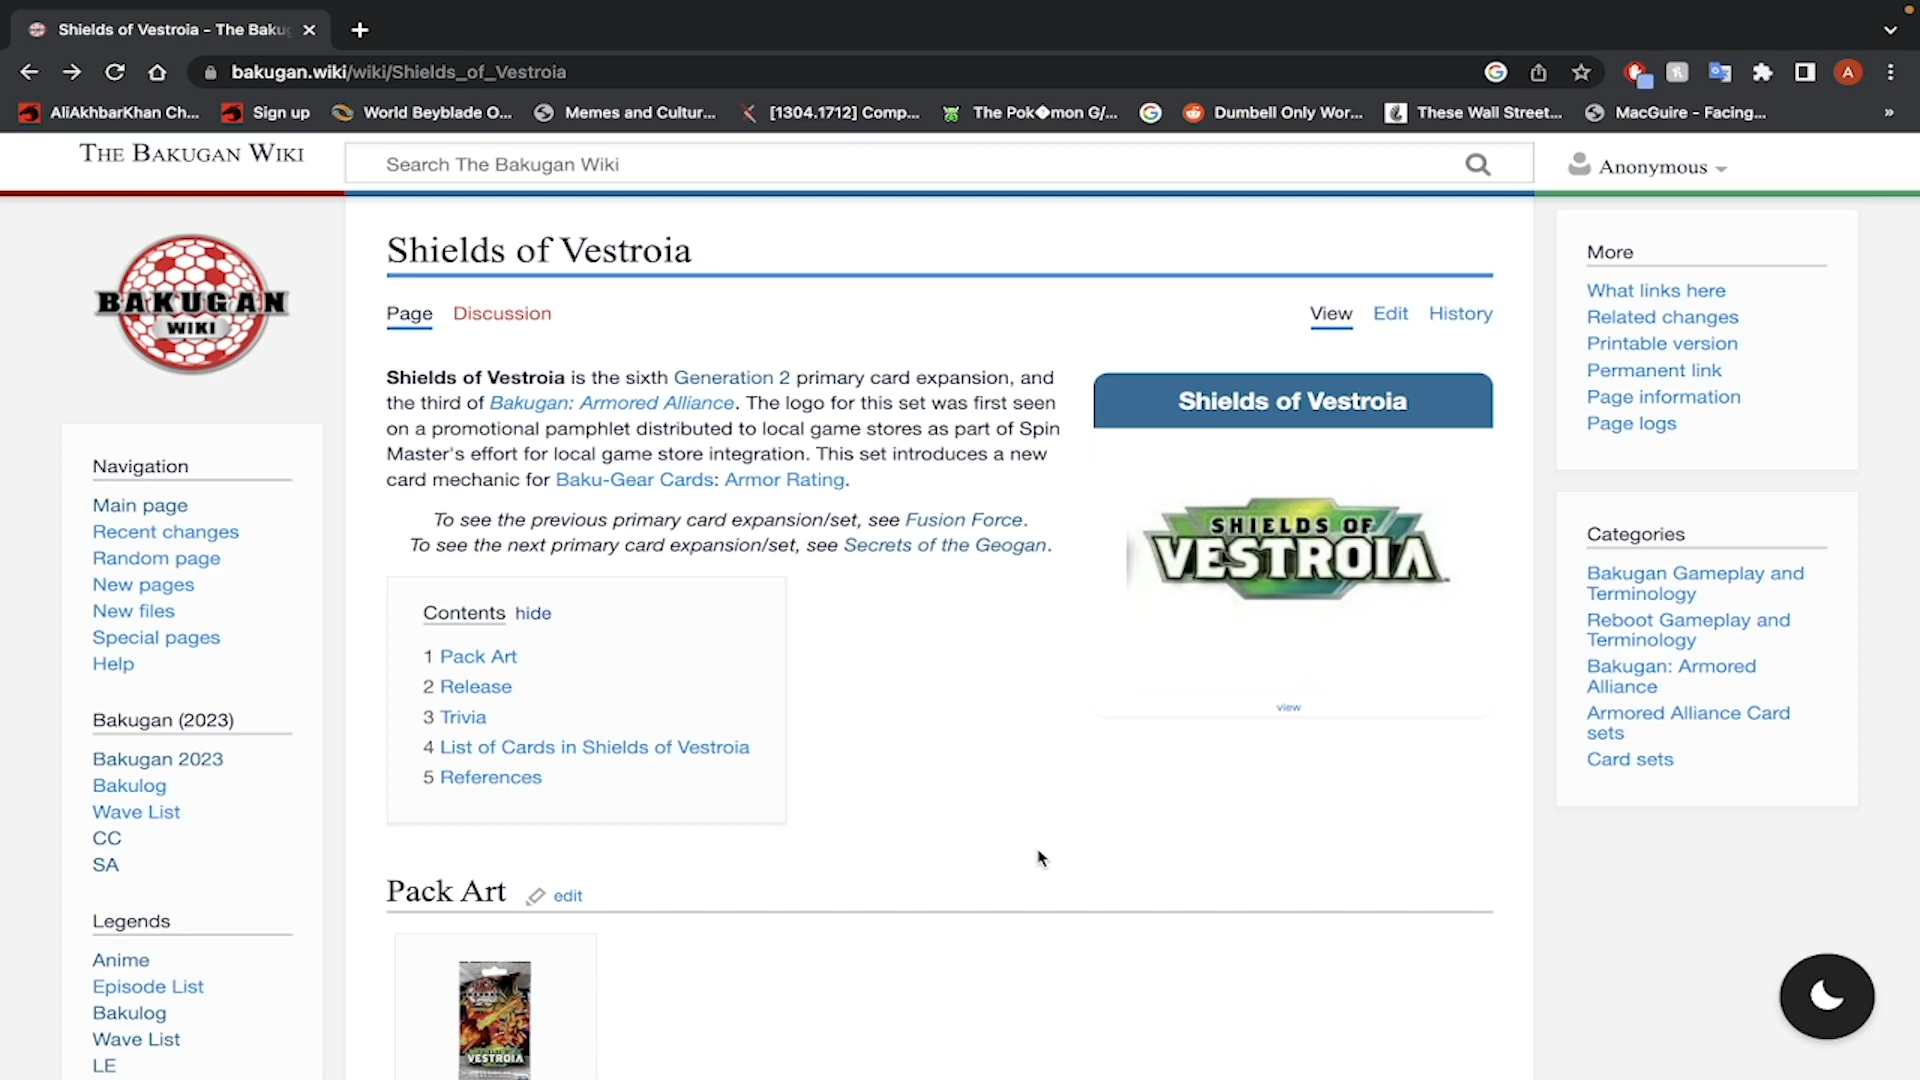 Shields of Vestroia – The Baku
bakugan.wiki/wiki/Shields_of_Vestroia
A
AliAkhbarKhan Ch...
Sign up
World Beyblade O...
Memes and Cultur...
[1304.1712] Comp...
The Pok�mon G/...
Dumbell Only Wor...
These Wall Street...
MacGuire - Facing...
»
THE BAKUGAN WIKI
Search The Bakugan Wiki
Anonymous
BAKUGAN
WIKI
Navigation
Main page
Recent changes
Random page
New pages
New files
Special pages
Help
Bakugan (2023)
Bakugan 2023
Bakulog
Wave List
CC
SA
Legends
Anime
Episode List
Bakulog
Wave List
LE
Shields of Vestroia
Page
Discussion
View
Edit
History
Shields of Vestroia is the sixth Generation 2 primary card expansion, and
the third of Bakugan: Armored Alliance. The logo for this set was first seen
on a promotional pamphlet distributed to local game stores as part of Spin
Master's effort for local game store integration. This set introduces a new
card mechanic for Baku-Gear Cards: Armor Rating.
To see the previous primary card expansion/set, see Fusion Force.
To see the next primary card expansion/set, see Secrets of the Geogan.
Shields of Vestroia
SHIELDS OF
VESTROIA
view
Contents hide
1 Pack Art
2 Release
3 Trivia
4 List of Cards in Shields of Vestroia
5 References
Pack Art edit
VESTROIA
More
What links here
Related changes
Printable version
Permanent link
Page information
Page logs
Categories
Bakugan Gameplay and
Terminology
Reboot Gameplay and
Terminology
Bakugan: Armored
Alliance
Armored Alliance Card
sets
Card sets